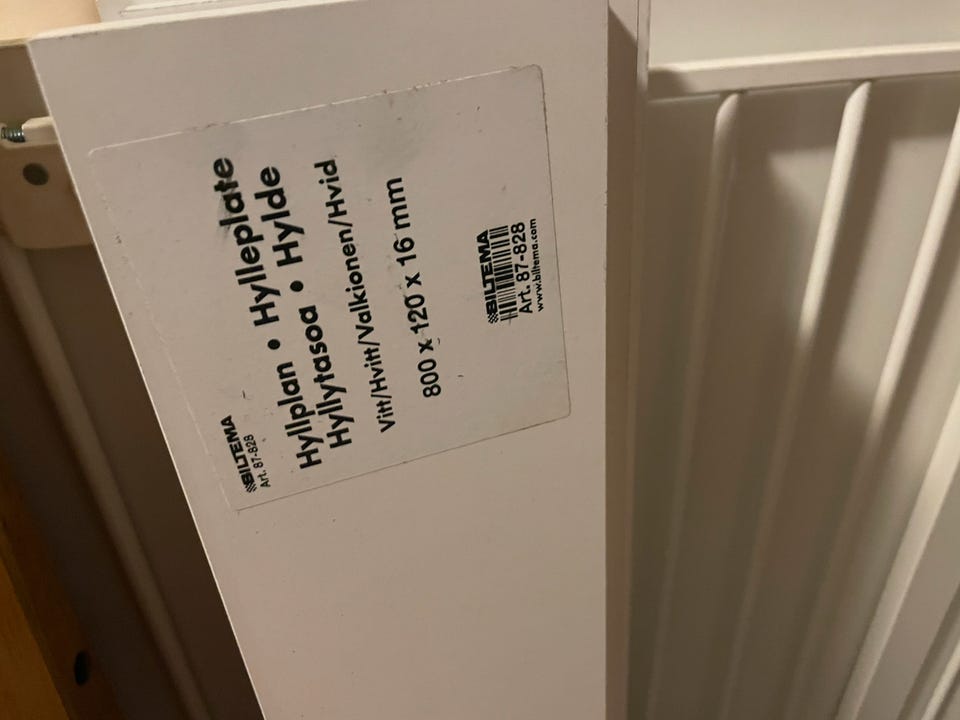 BILTEMA
Art. 87-828
Hyllplan • Hylleplate
Hyllytasoa • Hylde
Vitt/Hvitt/Valkionen/Hvid
800 x 120 x 16 mm
BILTEMA
Art. 87-828
www.biltema.com